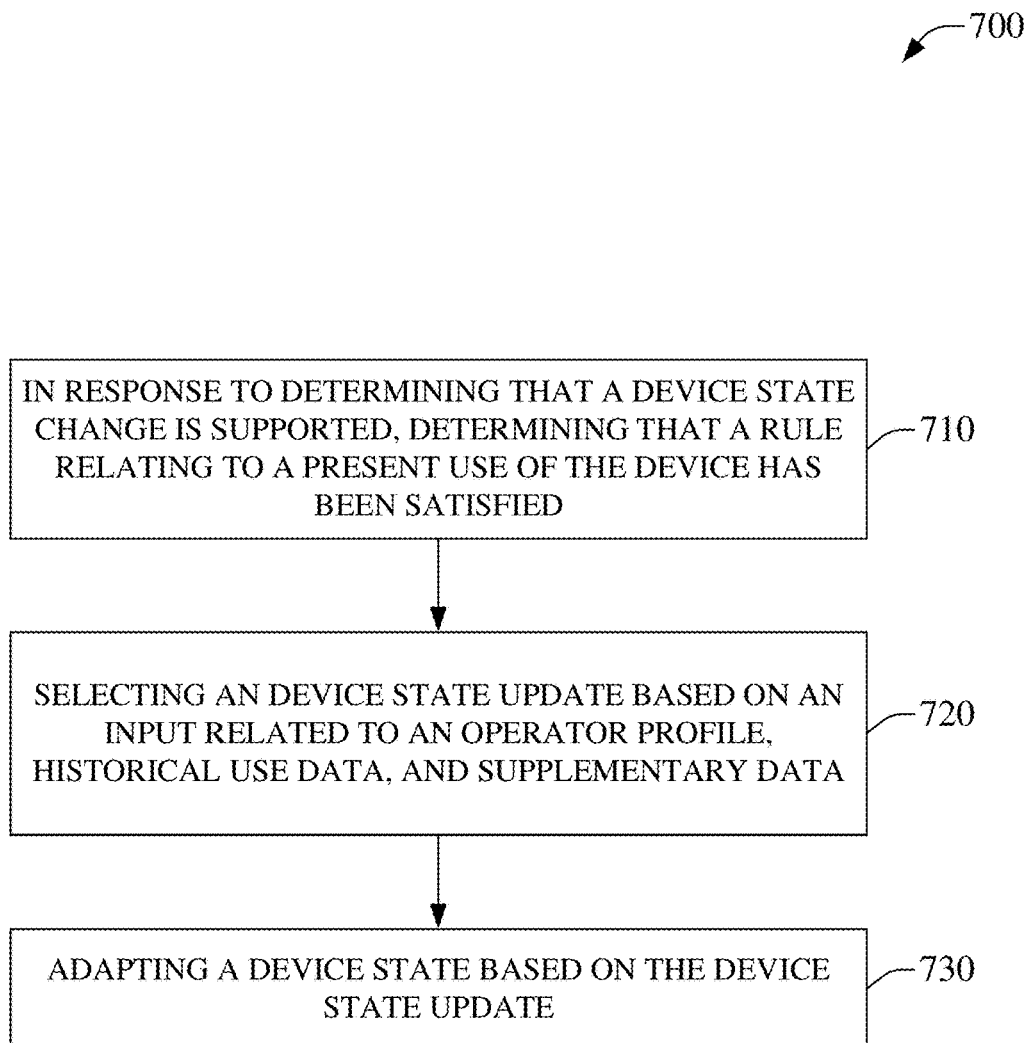 700
IN RESPONSE TO DETERMINING THAT A DEVICE STATE
CHANGE IS SUPPORTED, DETERMINING THAT A RULE
RELATING TO A PRESENT USE OF THE DEVICE HAS
BEEN SATISFIED
710
SELECTING AN DEVICE STATE UPDATE BASED ON AN
INPUT RELATED TO AN OPERATOR PROFILE,
HISTORICAL USE DATA, AND SUPPLEMENTARY DATA
720
ADAPTING A DEVICE STATE BASED ON THE DEVICE
STATE UPDATE
730